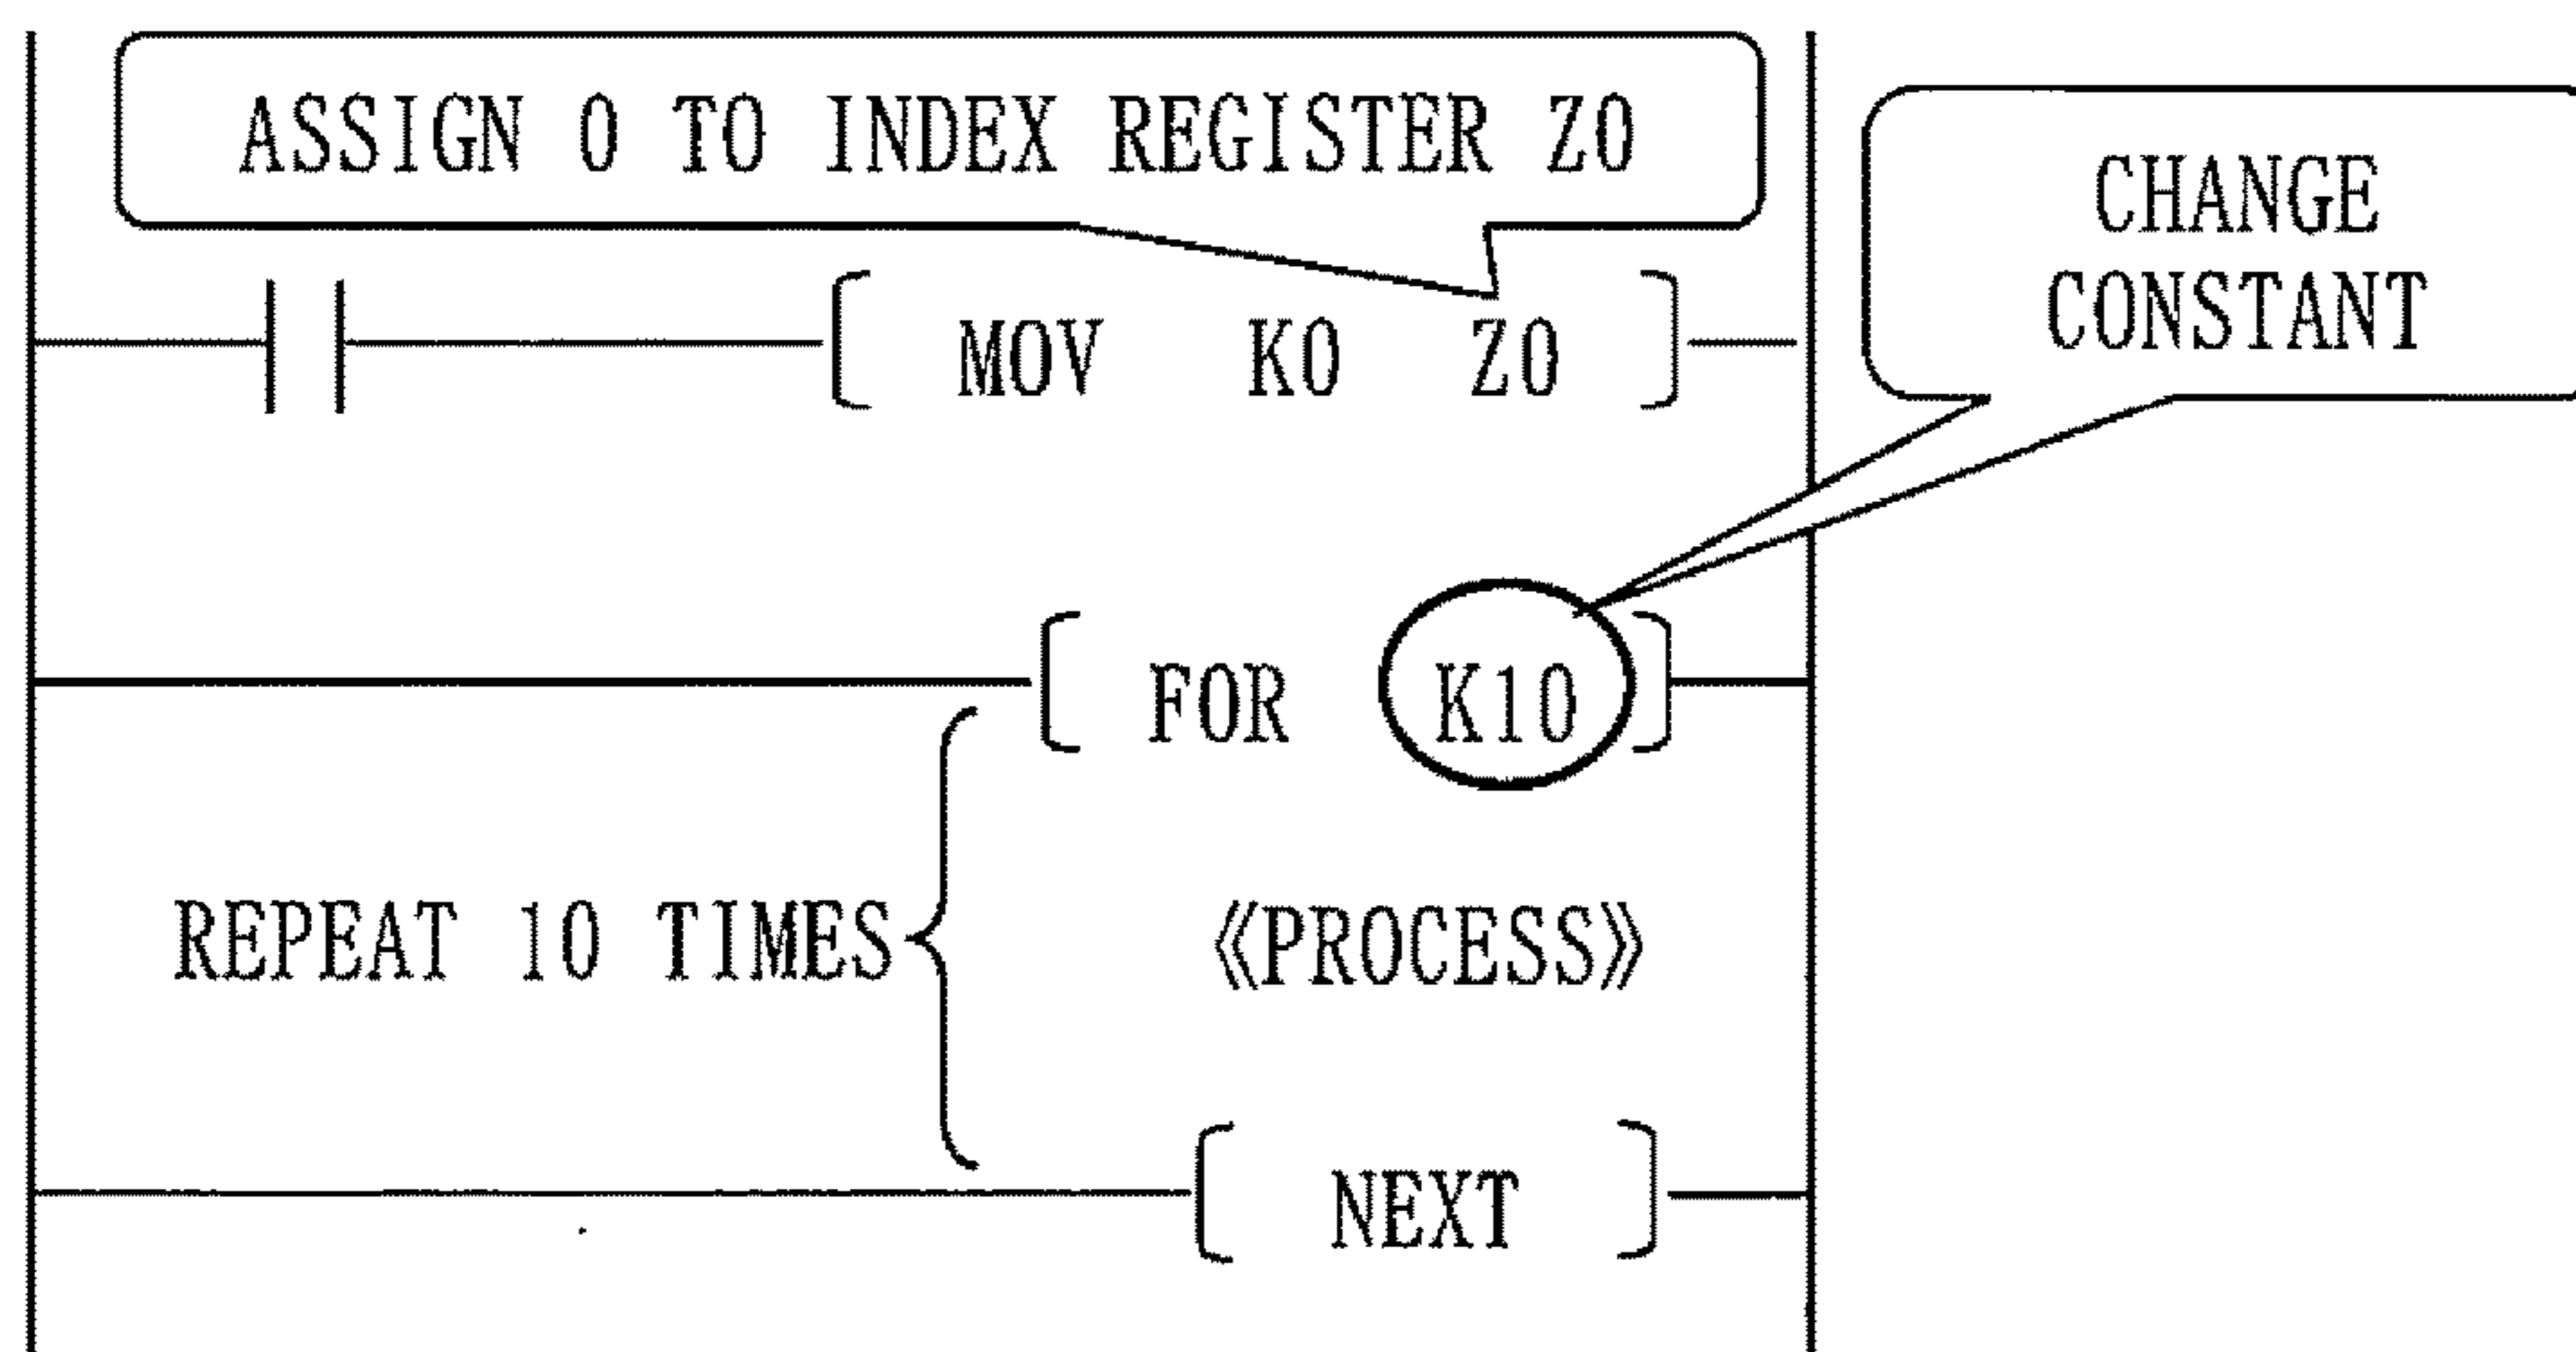 ASSIGN 0 TO INDEX REGISTER Z0
CHANGE
CONSTANT
MOV K0 Z0
FOR K10
REPEAT 10 TIMES
《PROCESS》
NEXT